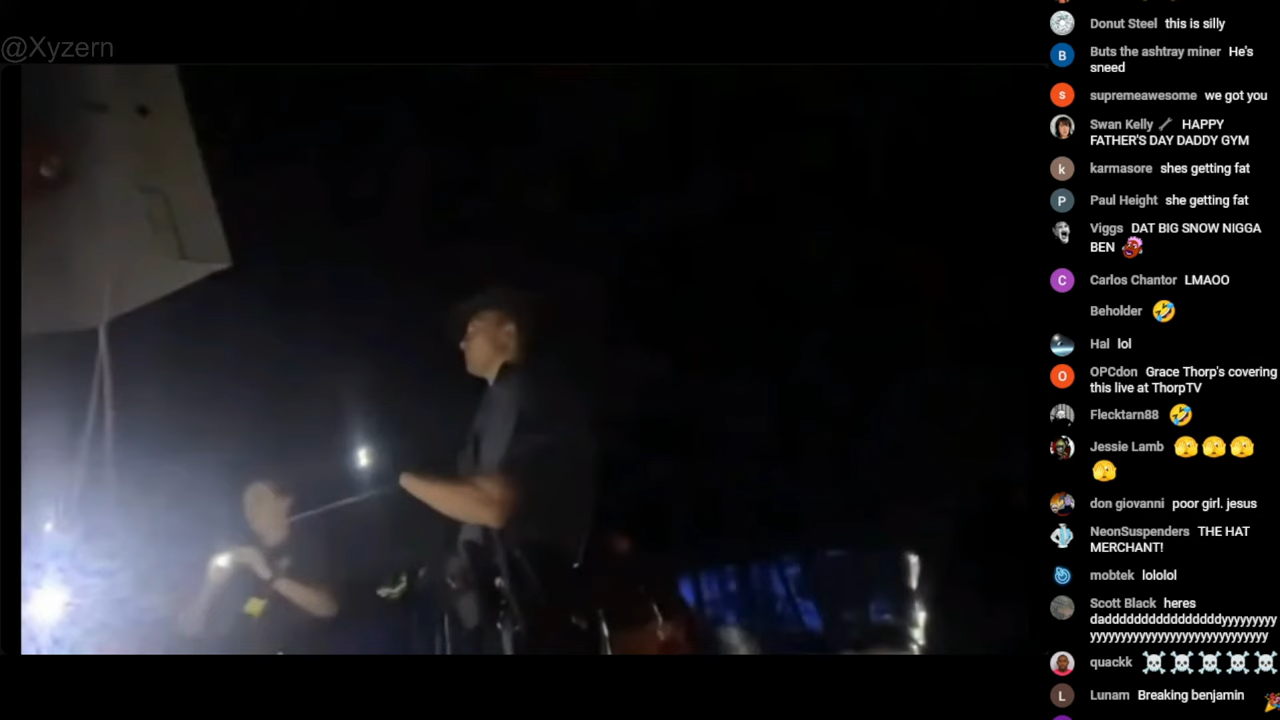 @Xyzern
Donut Steel this is silly
Buts the ashtray miner He's
sneed
supremeawesome we got you
Swan Kelly HAPPY
FATHER'S DAY DADDY GYM
karmasore shes getting fat
Paul Height she getting fat
Viggs DAT BIG SNOW NIGGA
BEN
Carlos Chantor LMAOO
Beholder
Hal lol
OPCdon Grace Thorp's covering
this live at ThorpTV
Flecktarn88
Jessie Lamb
don giovanni poor girl. jesus
NeonSuspenders THE HAT
MERCHANT!
mobtek lololol
Scott Black heres
daddddddddddddddddyyyyyyyyy
yyyyyyyyyyyyyyyyyyyyyyyyyyyyy
quackk
Lunam Breaking benjamin